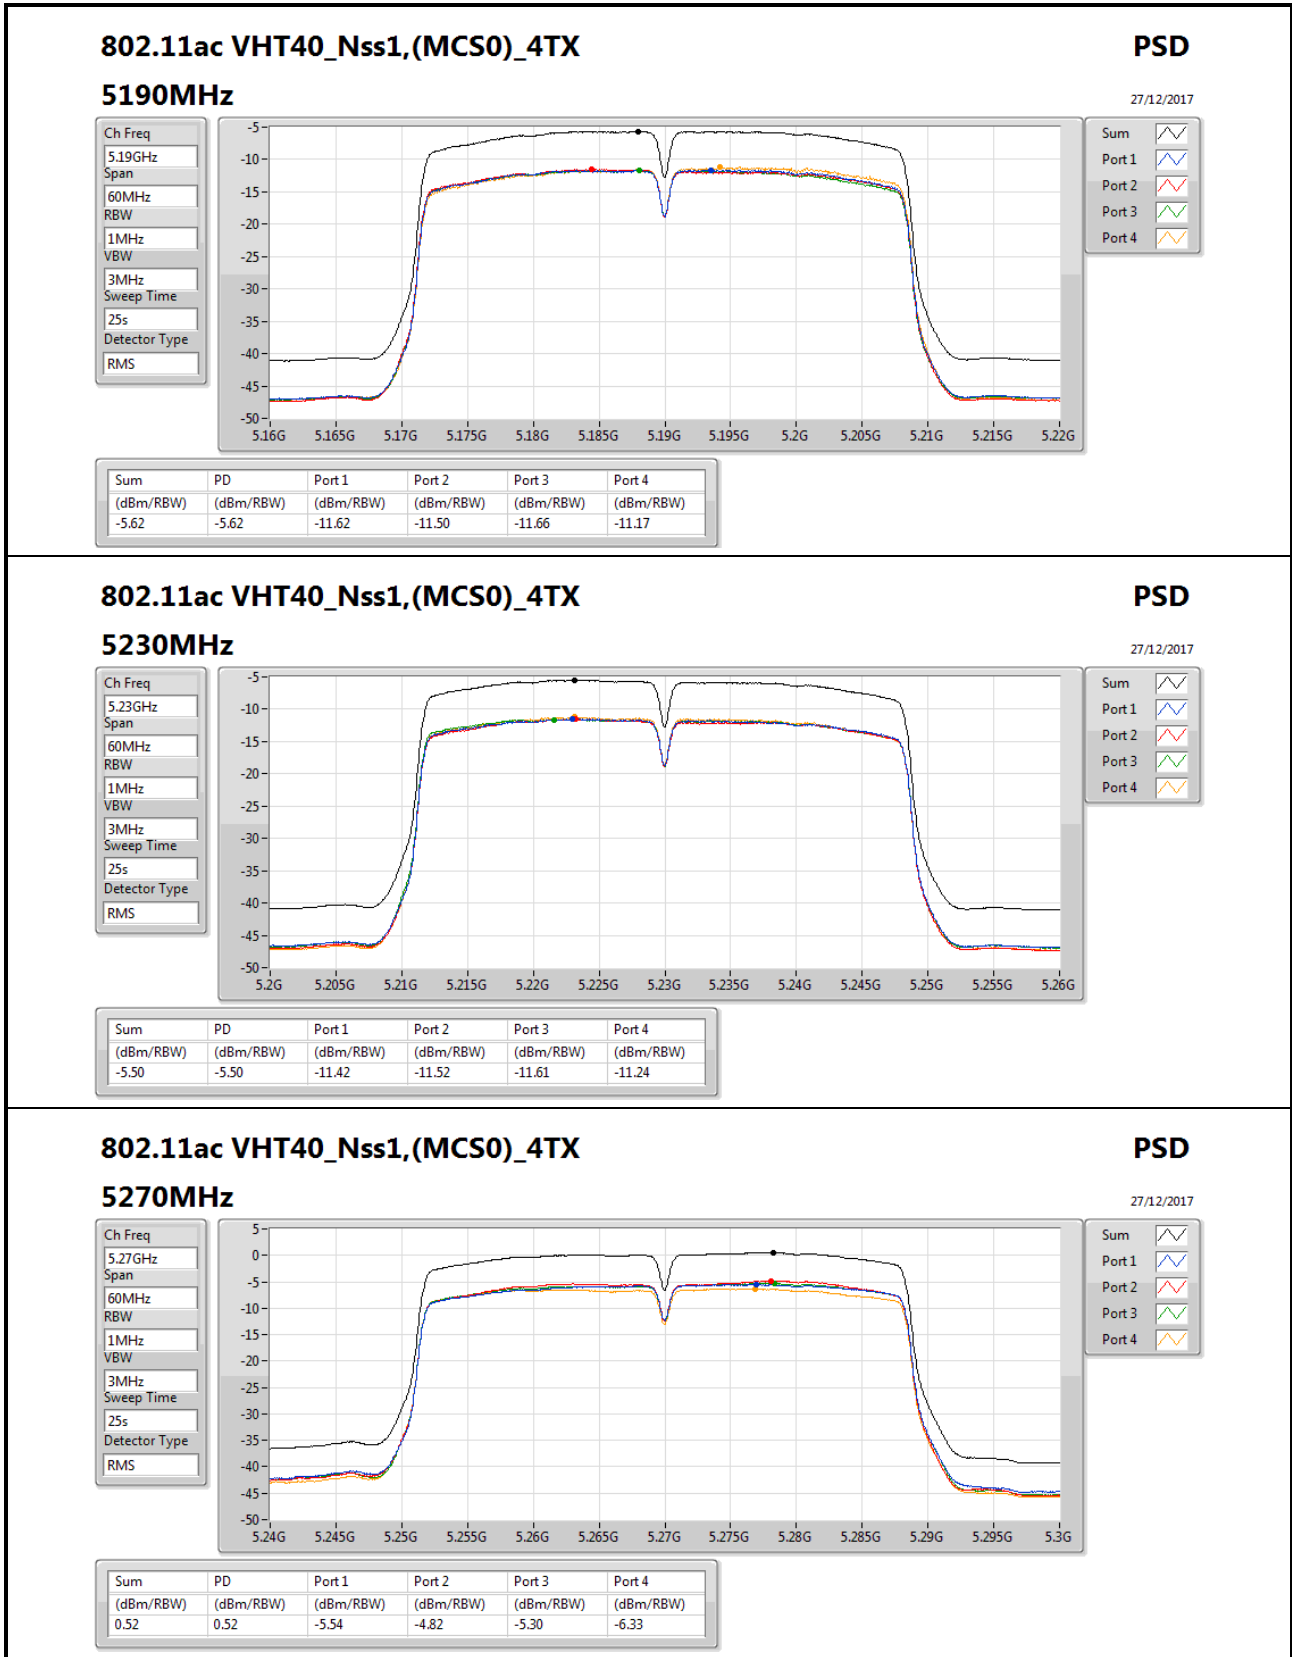 802.11ac VHT40_Nss1,(MCS0)_4TX PSD
5190MHz 27/12/2017
Ch Freq
5.19GHz
Span
60MHz
RBW
1MHz
VBW
3MHz
Sweep Time
25s
Detector Type
RMS
-5
-10
-15
-20
-25
-30
-35
-40
-45
-50
5.16G 5.165G 5.17G 5.175G 5.18G 5.185G 5.19G 5.195G 5.2G 5.205G 5.21G 5.215G 5.22G
Sum
Port 1
Port 2
Port 3
Port 4
Sum PD Port 1 Port 2 Port 3 Port 4
(dBm/RBW) (dBm/RBW) (dBm/RBW) (dBm/RBW) (dBm/RBW) (dBm/RBW)
-5.62 -5.62 -11.62 -11.50 -11.66 -11.17
802.11ac VHT40_Nss1,(MCS0)_4TX PSD
5230MHz 27/12/2017
Ch Freq
5.23GHz
Span
60MHz
RBW
1MHz
VBW
3MHz
Sweep Time
25s
Detector Type
RMS
-5
-10
-15
-20
-25
-30
-35
-40
-45
-50
5.2G 5.205G 5.21G 5.215G 5.22G 5.225G 5.23G 5.235G 5.24G 5.245G 5.25G 5.255G 5.26G
Sum
Port 1
Port 2
Port 3
Port 4
Sum PD Port 1 Port 2 Port 3 Port 4
(dBm/RBW) (dBm/RBW) (dBm/RBW) (dBm/RBW) (dBm/RBW) (dBm/RBW)
-5.50 -5.50 -11.42 -11.52 -11.61 -11.24
802.11ac VHT40_Nss1,(MCS0)_4TX PSD
5270MHz 27/12/2017
Ch Freq
5.27GHz
Span
60MHz
RBW
1MHz
VBW
3MHz
Sweep Time
25s
Detector Type
RMS
5
0
-5
-10
-15
-20
-25
-30
-35
-40
-45
-50
5.24G 5.245G 5.25G 5.255G 5.26G 5.265G 5.27G 5.275G 5.28G 5.285G 5.29G 5.295G 5.3G
Sum
Port 1
Port 2
Port 3
Port 4
Sum PD Port 1 Port 2 Port 3 Port 4
(dBm/RBW) (dBm/RBW) (dBm/RBW) (dBm/RBW) (dBm/RBW) (dBm/RBW)
0.52 0.52 -5.54 -4.82 -5.30 -6.33